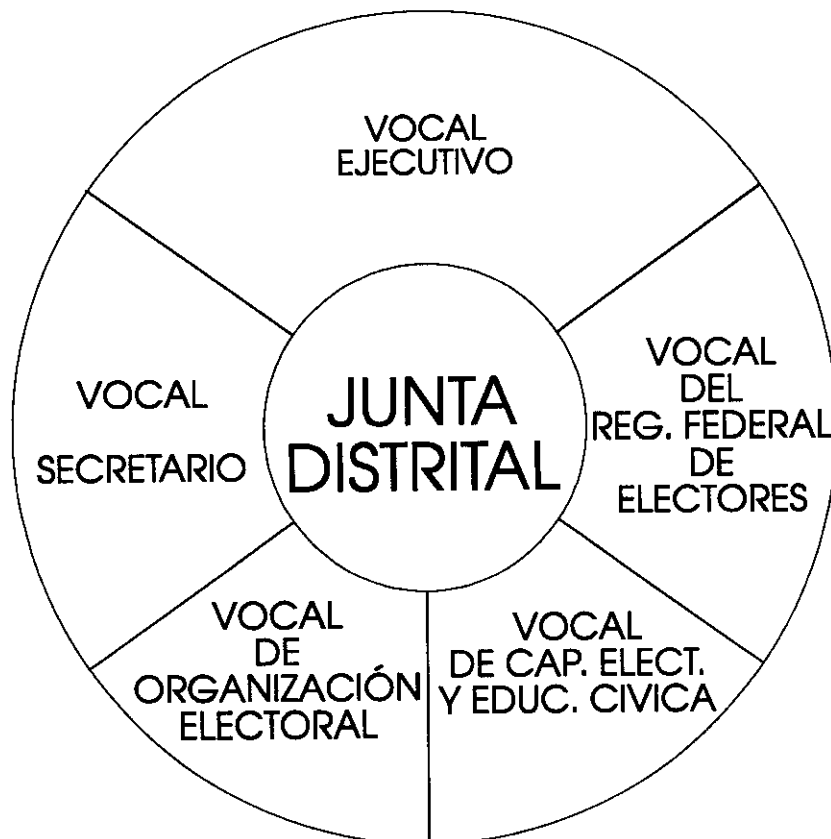 VOCAL
EJECUTIVO
VOCAL
SECRETARIO
JUNTA
DISTRITAL
VOCAL
DEL
REG. FEDERAL
DE
ELECTORES
VOCAL
DE
ORGANIZACIÓN
ELECTORAL
VOCAL
DE CAP. ELECT.
Y EDUC. CIVICA